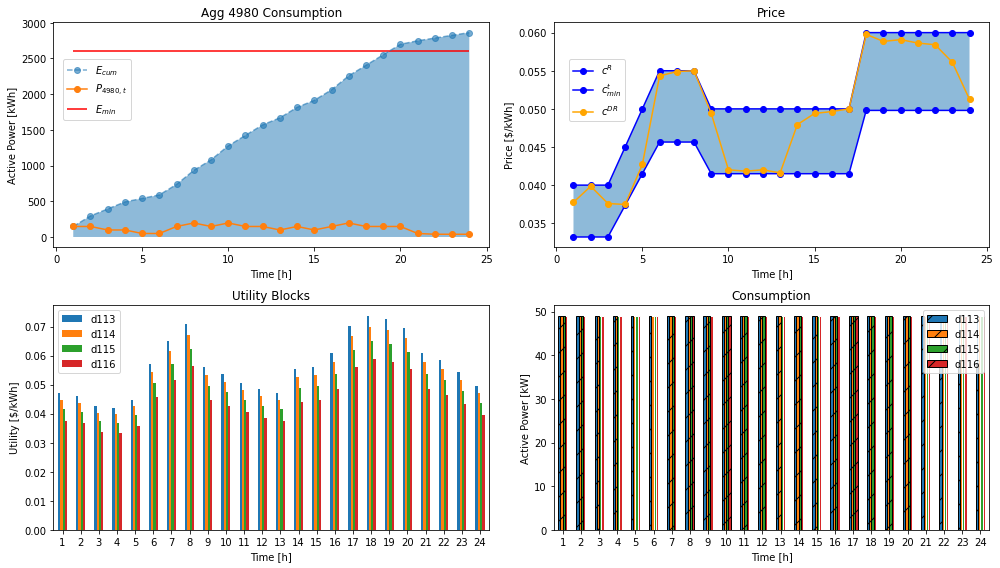 Agg 4980 Consumption
Active Power [kWh]
3000
2500
2000
1500
1000
500
0
E_cum
P_4980, t
E_min
0 5 10 15 20 25
Time [h]
Price
Price [$/kWh]
0.060
0.055
0.050
0.045
0.040
0.035
c^R
c^t_min
c^DR
0 5 10 15 20 25
Time [h]
Utility Blocks
Utility [$/kWh]
0.07
0.06
0.05
0.04
0.03
0.02
0.01
0.00
d113
d114
d115
d116
1 2 3 4 5 6 7 8 9 10 11 12 13 14 15 16 17 18 19 20 21 22 23 24
Time [h]
Consumption
Active Power [kW]
50
40
30
20
10
0
d113
d114
d115
d116
1 2 3 4 5 6 7 8 9 10 11 12 13 14 15 16 17 18 19 20 21 22 23 24
Time [h]